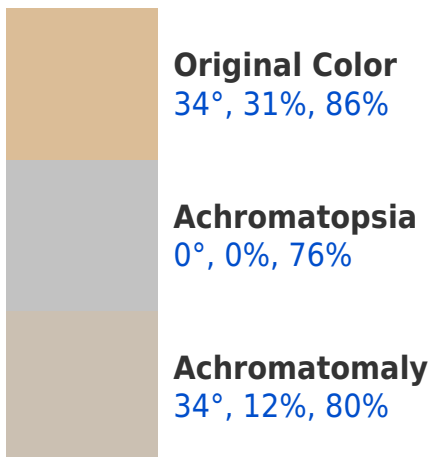 Original Color
34°, 31%, 86%
Achromatopsia
0°, 0%, 76%
Achromatomaly
34°, 12%, 80%